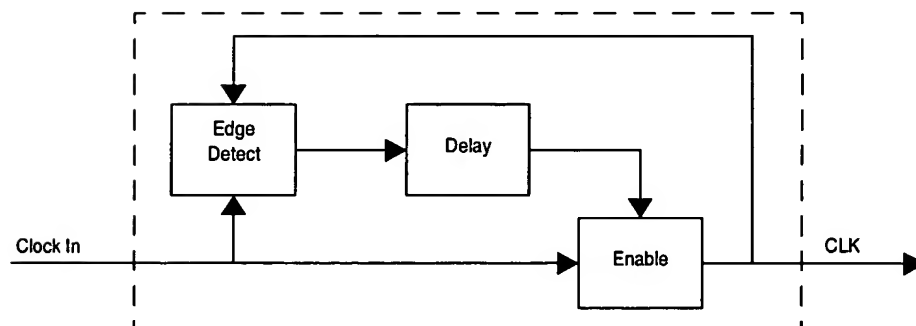 Edge
Detect
Delay
Clock In
Enable
CLK